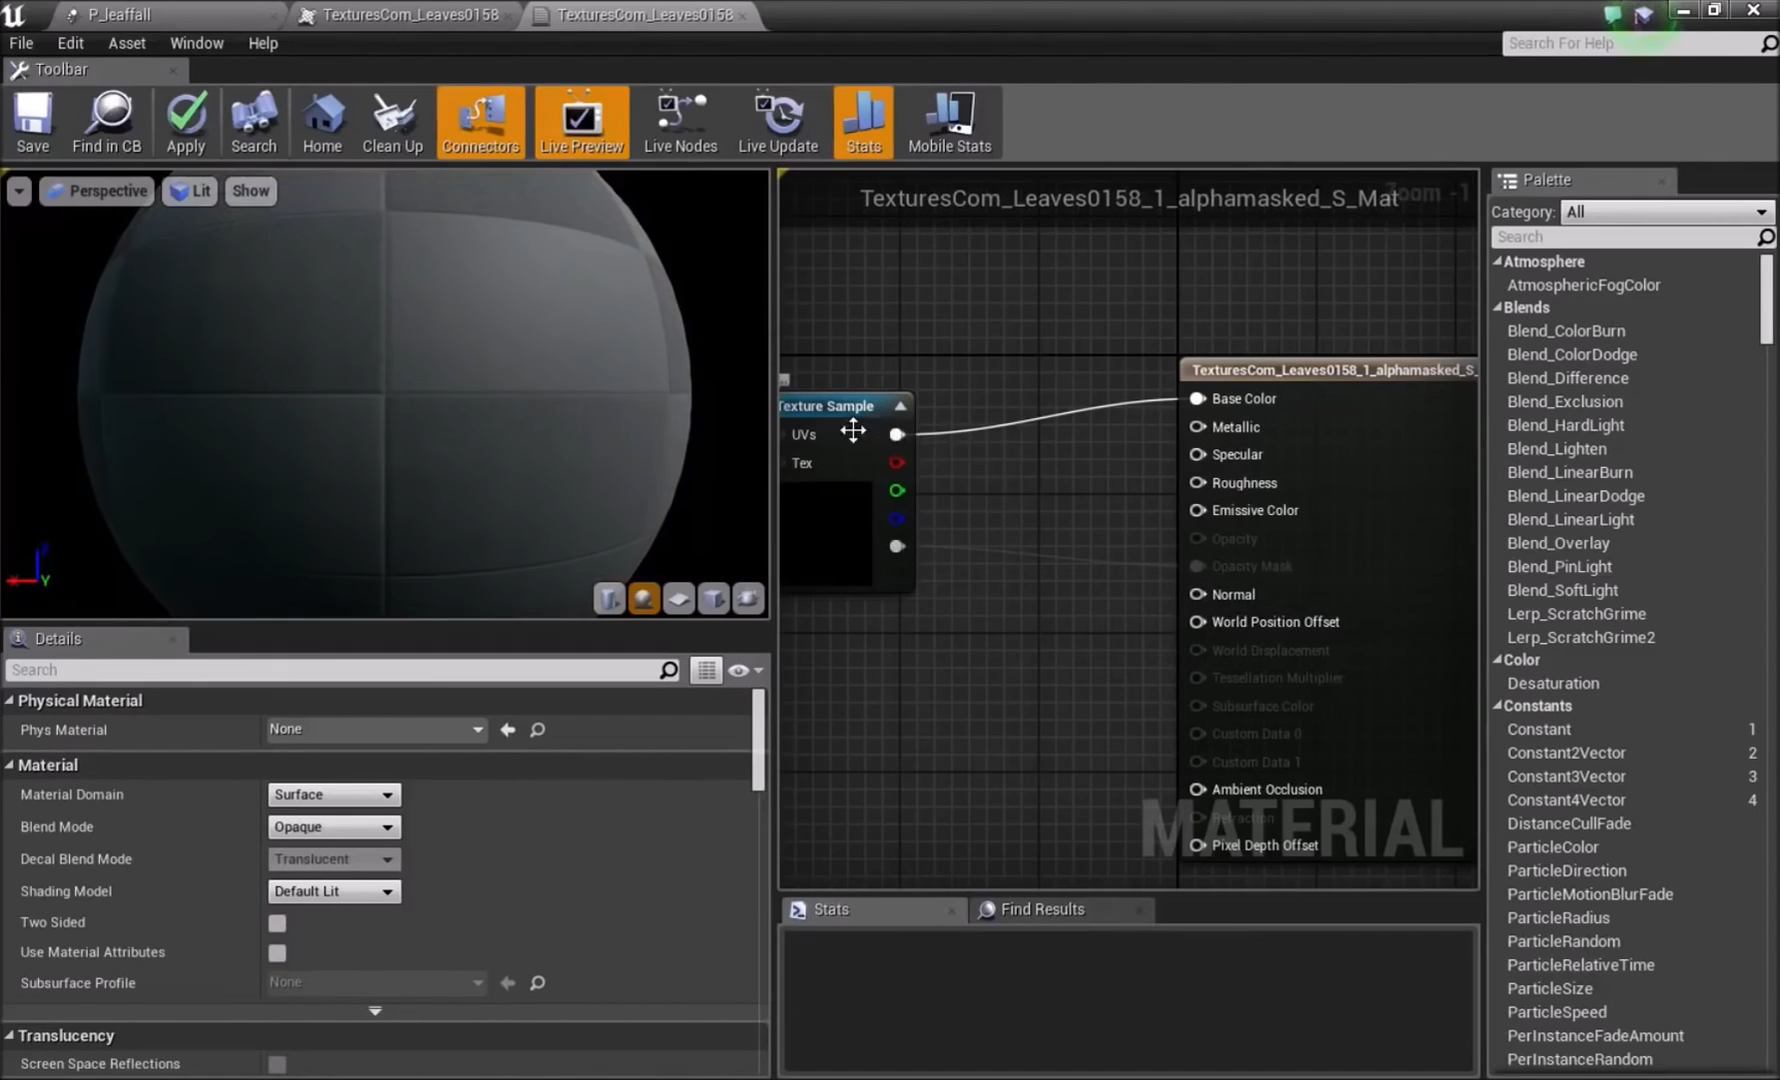 P_leaffall
TexturesCom_Leaves0158
TexturesCom_Leaves0158
File Edit Asset Window Help
Search For Help
Toolbar
Save Find in CB Apply Search Home Clean Up Connectors Live Preview Live Nodes Live Update Stats Mobile Stats
Perspective Lit Show
TexturesCom_Leaves0158_1_alphamasked_S_Mat
Zoom -1
Texture Sample
UVs
Tex
TexturesCom_Leaves0158_1_alphamasked_S_
Base Color
Metallic
Specular
Roughness
Emissive Color
Opacity
Opacity Mask
Normal
World Position Offset
World Displacement
Tessellation Multiplier
Subsurface Color
Custom Data 0
Custom Data 1
Ambient Occlusion
Refraction
Pixel Depth Offset
MATERIAL
Y
Details
Search
Physical Material
Phys Material None
Material
Material Domain Surface
Blend Mode Opaque
Decal Blend Mode Translucent
Shading Model Default Lit
Two Sided
Use Material Attributes
Subsurface Profile None
Translucency
Screen Space Reflections
Stats
Find Results
Palette
Category: All
Search
Atmosphere
AtmosphericFogColor
Blends
Blend_ColorBurn
Blend_ColorDodge
Blend_Difference
Blend_Exclusion
Blend_HardLight
Blend_Lighten
Blend_LinearBurn
Blend_LinearDodge
Blend_LinearLight
Blend_Overlay
Blend_PinLight
Blend_SoftLight
Lerp_ScratchGrime
Lerp_ScratchGrime2
Color
Desaturation
Constants
Constant 1
Constant2Vector 2
Constant3Vector 3
Constant4Vector 4
DistanceCullFade
ParticleColor
ParticleDirection
ParticleMotionBlurFade
ParticleRadius
ParticleRandom
ParticleRelativeTime
ParticleSize
ParticleSpeed
PerInstanceFadeAmount
PerInstanceRandom